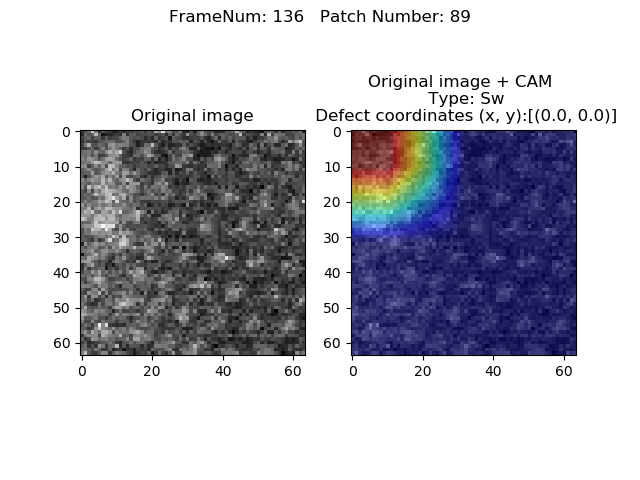 FrameNum: 136   Patch Number: 89
Original image
0
10
20
30
40
50
60
0 20 40 60
Original image + CAM
Type: Sw
Defect coordinates (x, y):[(0.0, 0.0)]
0
10
20
30
40
50
60
0 20 40 60